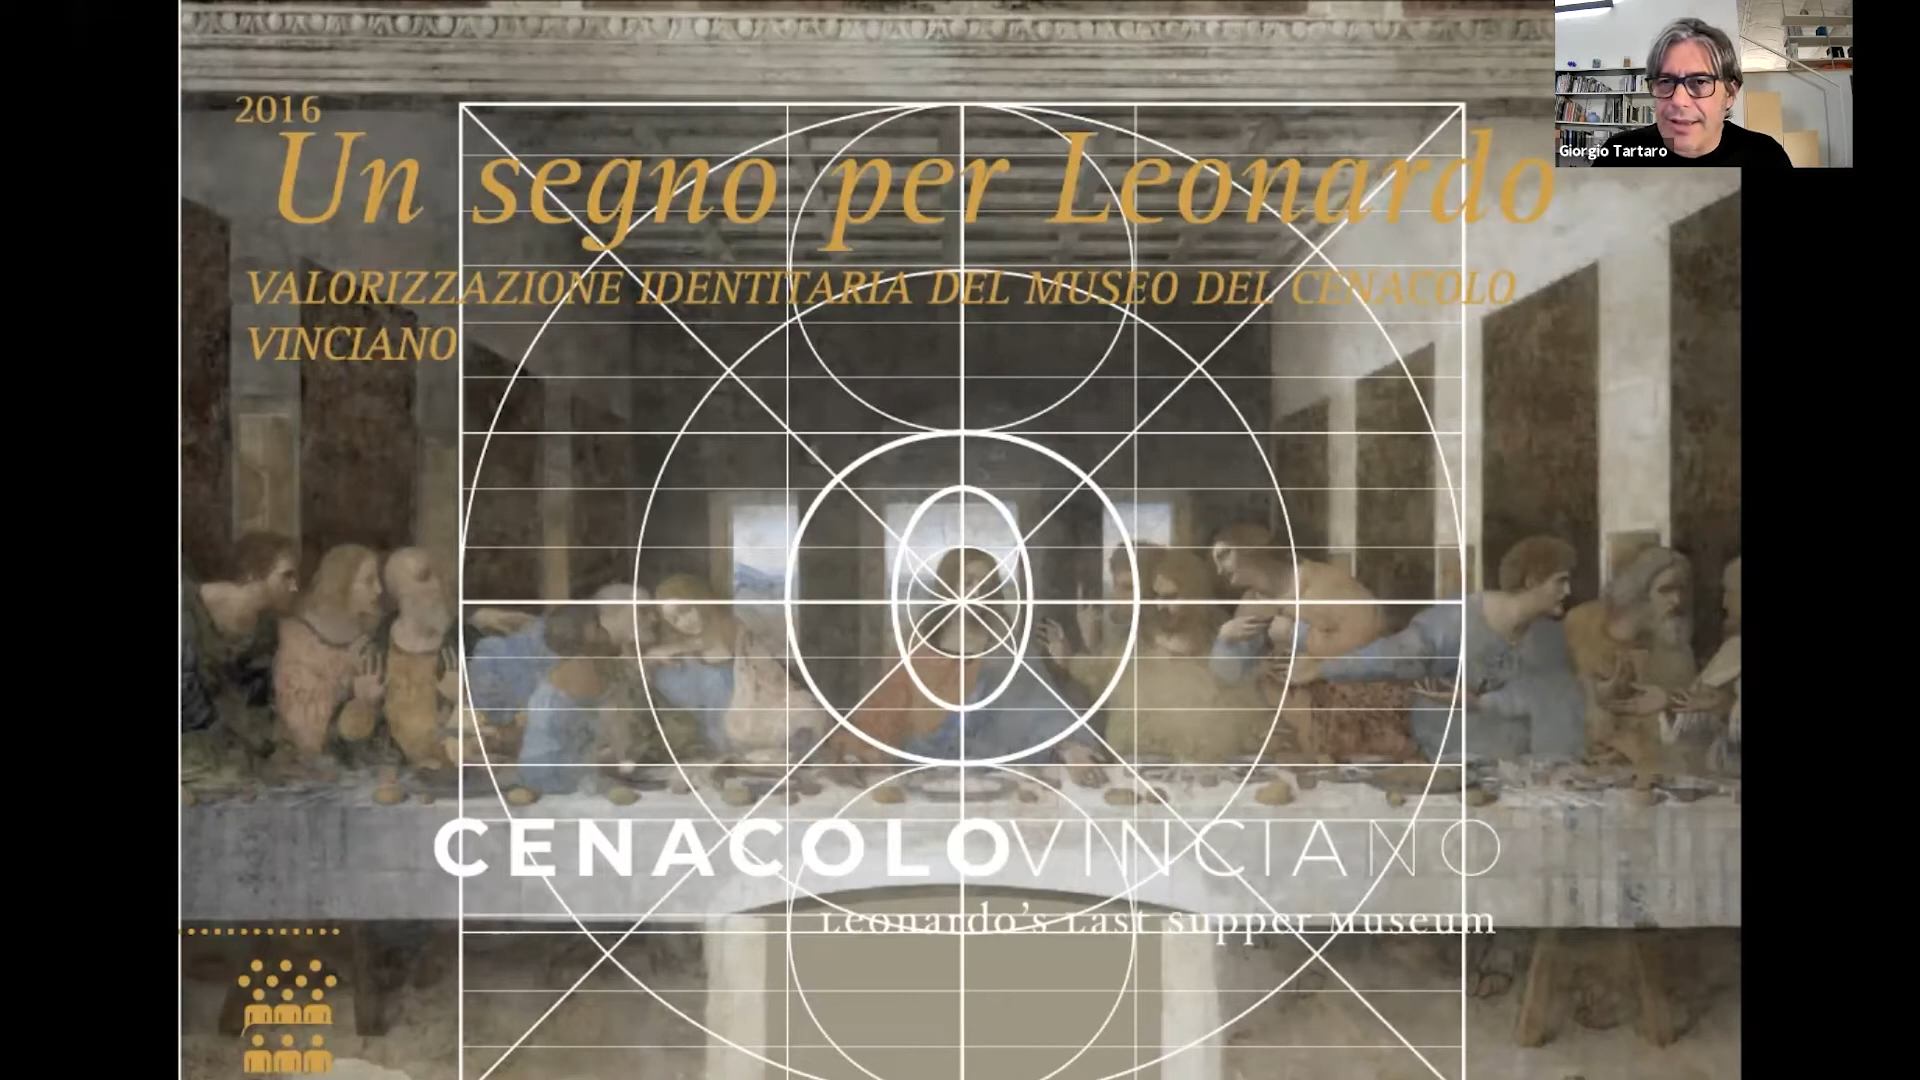 2016
Un segno per Leonardo
VALORIZZAZIONE IDENTITARIA DEL MUSEO DEL CENACOLO
VINCIANO
CENACOLOVINCIANO
Leonardo's Last Supper Museum
Giorgio Tartaro